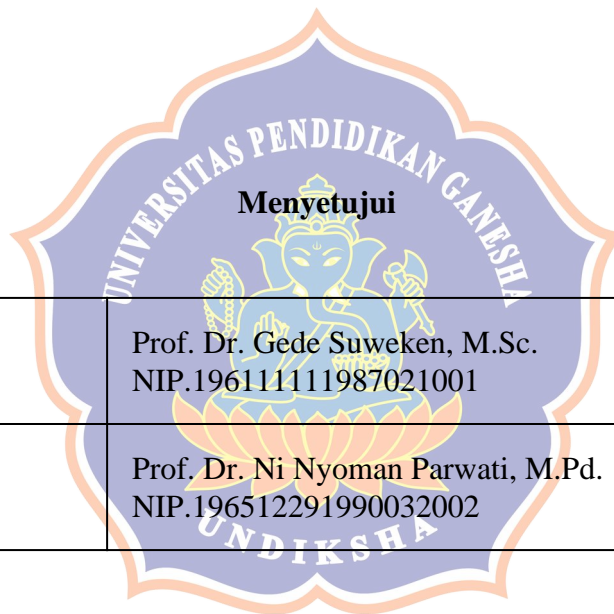 UNIVERSITAS PENDIDIKAN GANESHA
Menyetujui
Prof. Dr. Gede Suweken, M.Sc.
NIP.196111111987021001
Prof. Dr. Ni Nyoman Parwati, M.Pd.
NIP.196512291990032002
UNDIKSHA